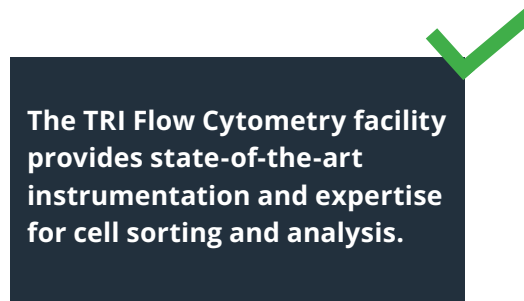 The TRI Flow Cytometry facility
provides state-of-the-art
instrumentation and expertise
for cell sorting and analysis.